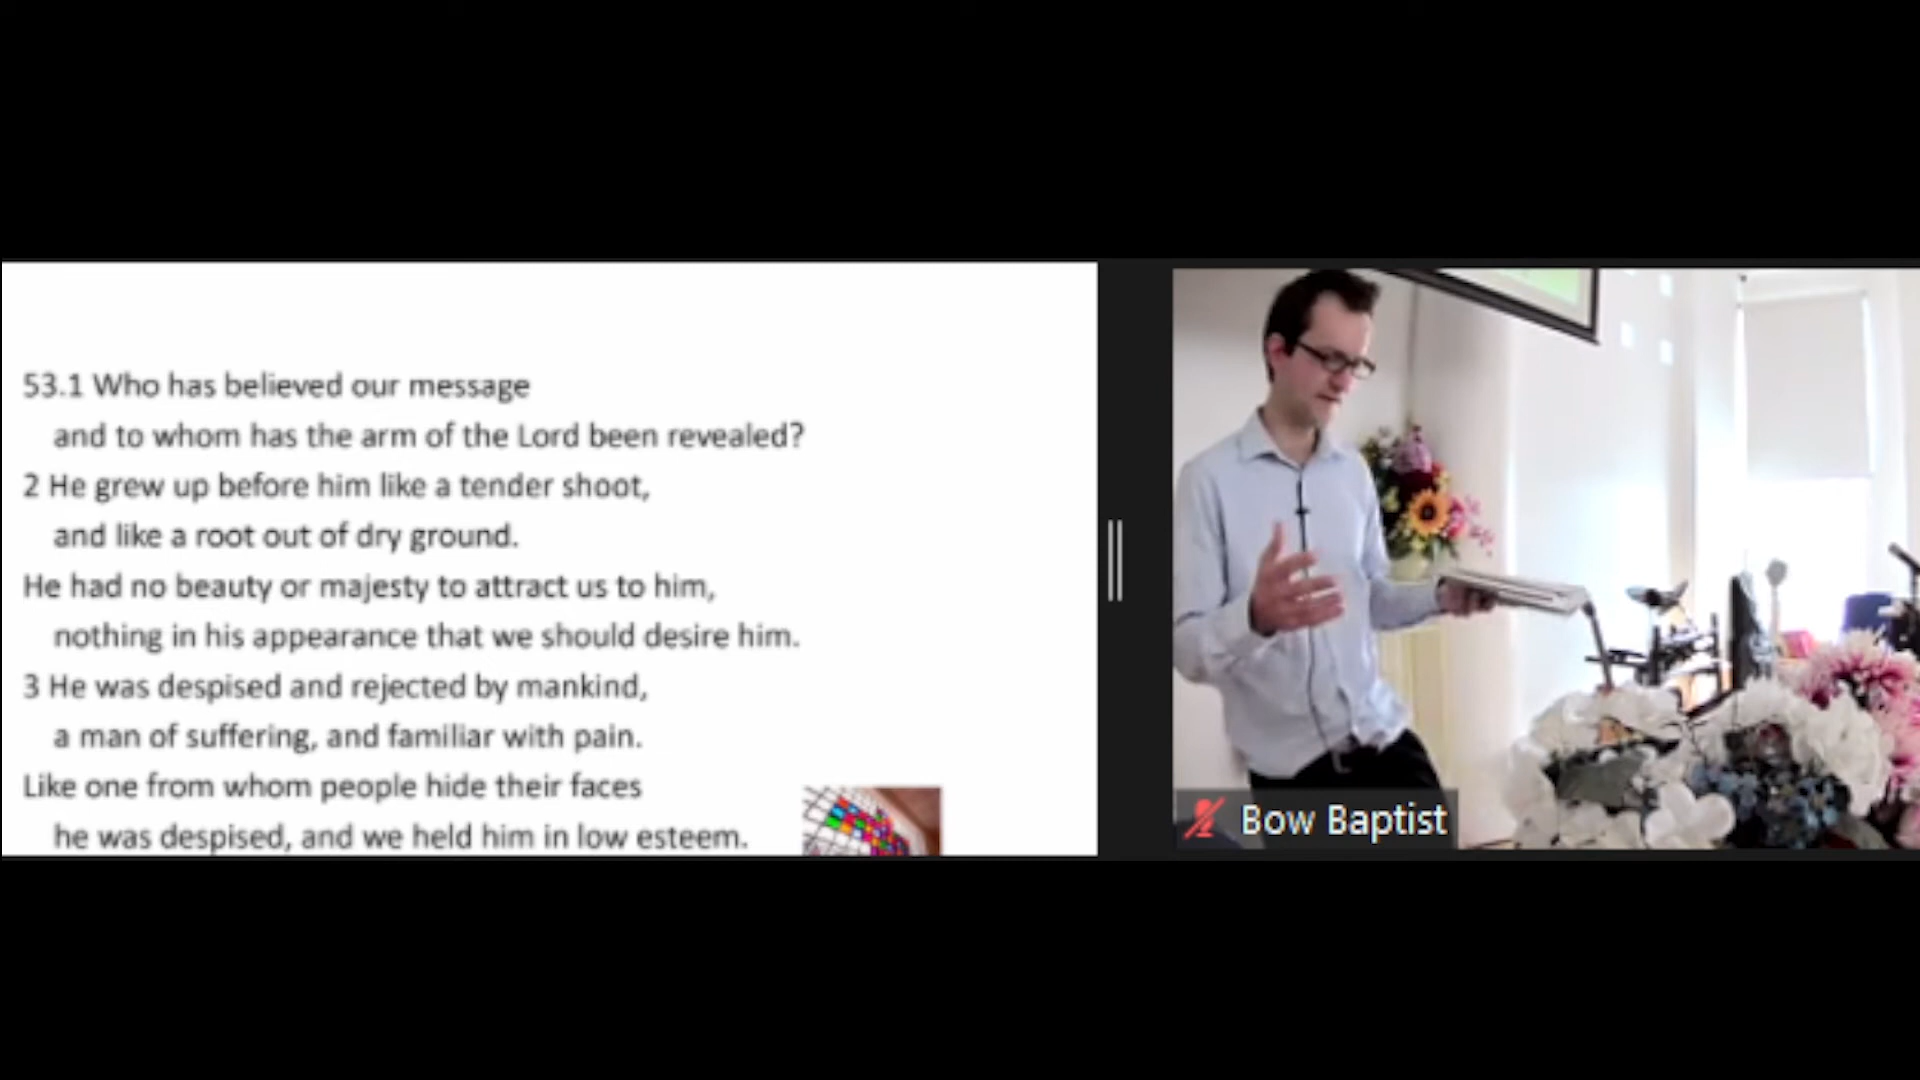 53.1 Who has believed our message
and to whom has the arm of the Lord been revealed?
2 He grew up before him like a tender shoot,
and like a root out of dry ground.
He had no beauty or majesty to attract us to him,
nothing in his appearance that we should desire him.
3 He was despised and rejected by mankind,
a man of suffering, and familiar with pain.
Like one from whom people hide their faces
he was despised, and we held him in low esteem.
Bow Baptist